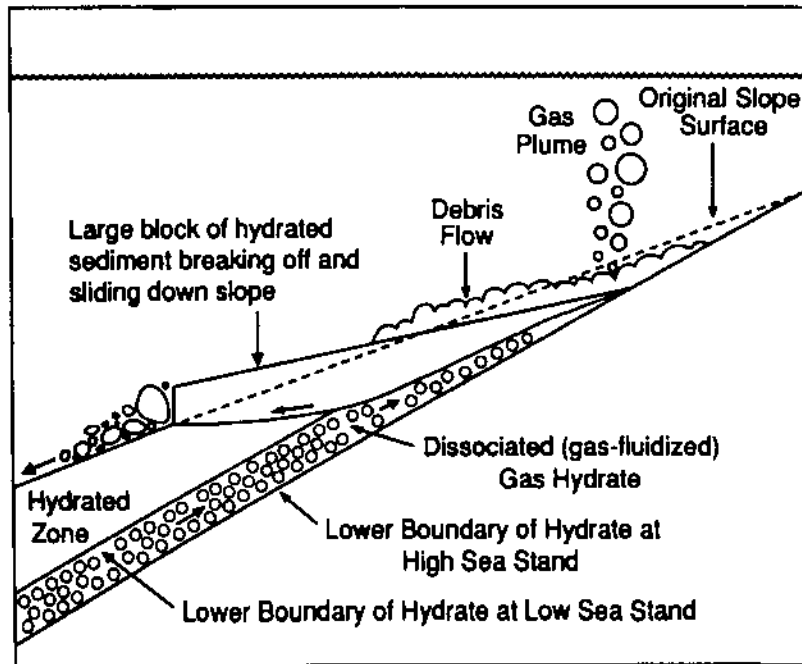 Original Slope
Surface
Gas
Plume
Debris
Flow
Large block of hydrated
sediment breaking off and
sliding down slope
Dissociated (gas-fluidized)
Gas Hydrate
Hydrated
Zone
Lower Boundary of Hydrate at
High Sea Stand
Lower Boundary of Hydrate at Low Sea Stand